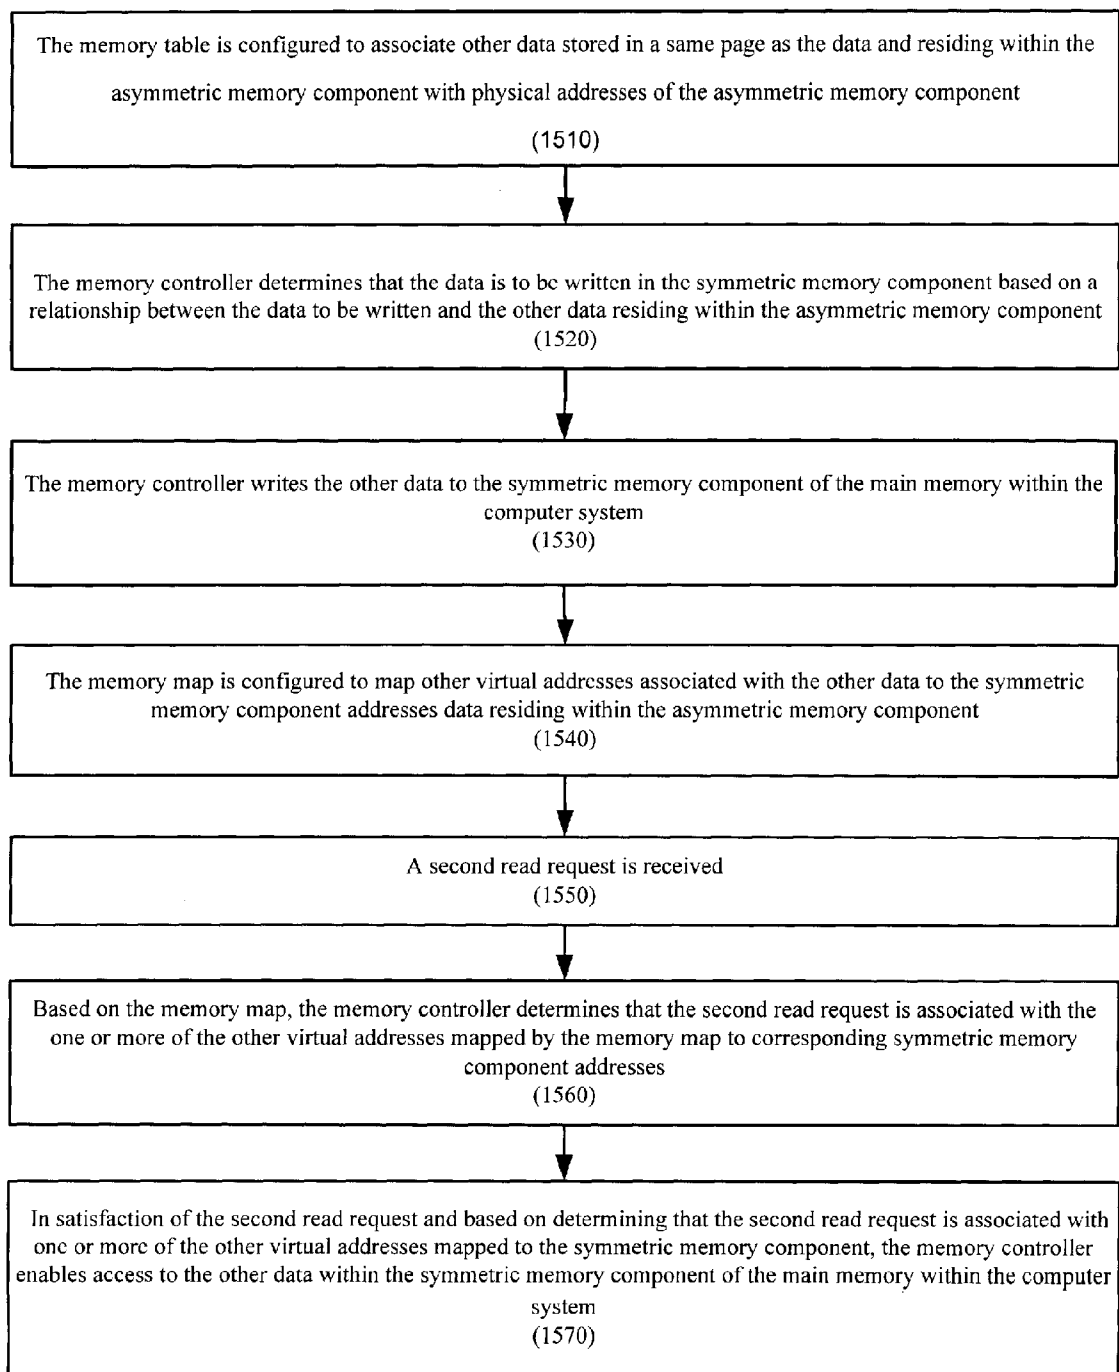 The memory table is configured to associate other data stored in a same page as the data and residing within the
asymmetric memory component with physical addresses of the asymmetric memory component
(1510)
The memory controller determines that the data is to be written in the symmetric memory component based on a
relationship between the data to be written and the other data residing within the asymmetric memory component
(1520)
The memory controller writes the other data to the symmetric memory component of the main memory within the
computer system
(1530)
The memory map is configured to map other virtual addresses associated with the other data to the symmetric
memory component addresses data residing within the asymmetric memory component
(1540)
A second read request is received
(1550)
Based on the memory map, the memory controller determines that the second read request is associated with the
one or more of the other virtual addresses mapped by the memory map to corresponding symmetric memory
component addresses
(1560)
In satisfaction of the second read request and based on determining that the second read request is associated with
one or more of the other virtual addresses mapped to the symmetric memory component, the memory controller
enables access to the other data within the symmetric memory component of the main memory within the computer
system
(1570)